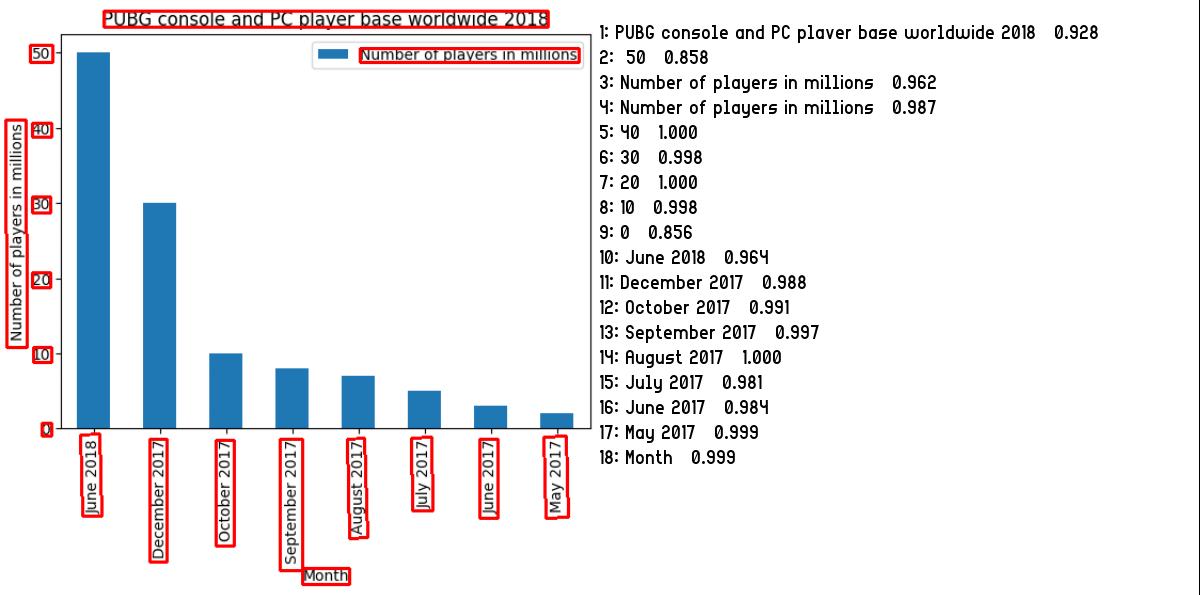 PUBG console and PC player base worldwide 2018
50
Number of players in millions
40
30
20
10
0
Number of players in millions
June 2018
December 2017
October 2017
September 2017
August 2017
July 2017
June 2017
May 2017
Month
1: PUBG console and PC plaver base worldwide 2018 0.928
2: 50 0.858
3: Number of players in millions 0.962
4: Number of players in millions 0.987
5: 40 1.000
6: 30 0.998
7: 20 1.000
8: 10 0.998
9: 0 0.856
10: June 2018 0.964
11: December 2017 0.988
12: October 2017 0.991
13: September 2017 0.997
14: August 2017 1.000
15: July 2017 0.981
16: June 2017 0.984
17: May 2017 0.999
18: Month 0.999